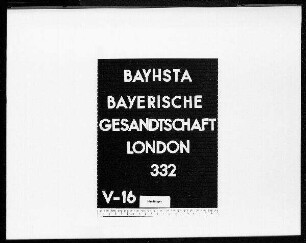 BAYHSTA
BAYERISCHE
GESANDTSCHAFT
LONDON
332
V-16